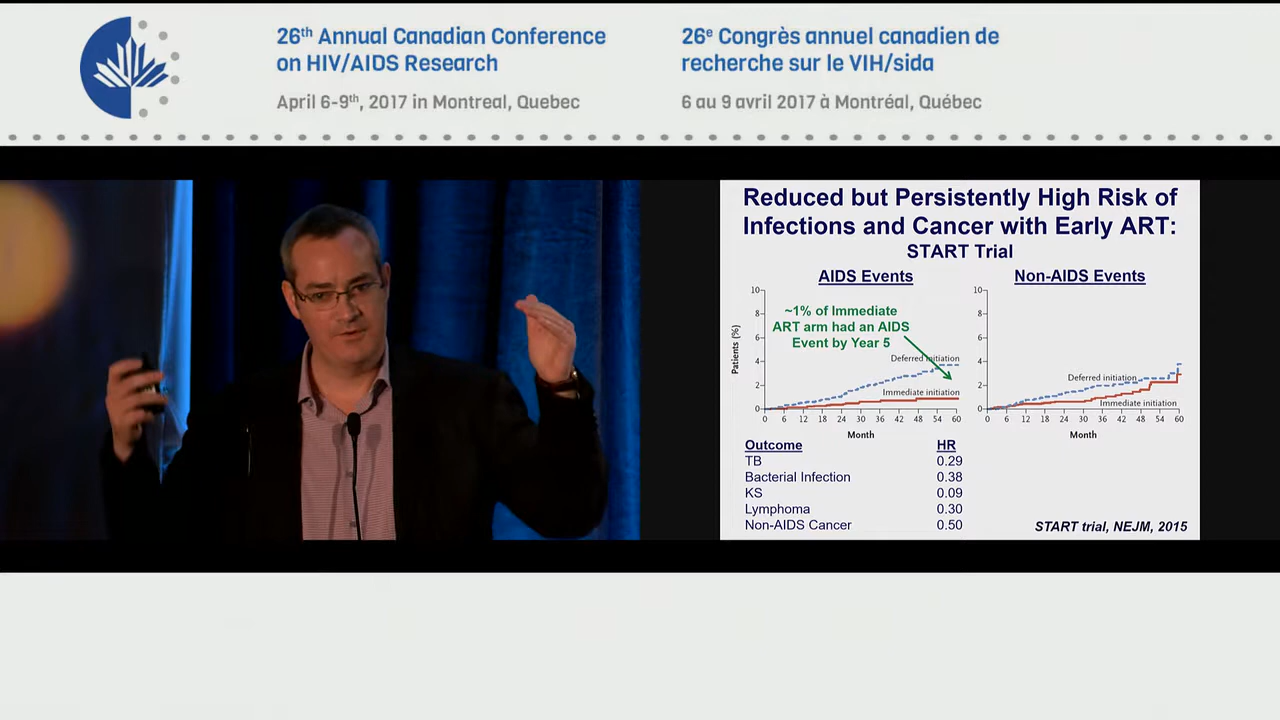 26th Annual Canadian Conference
on HIV/AIDS Research
April 6-9th, 2017 in Montreal, Quebec
26e Congrès annuel canadien de
recherche sur le VIH/sida
6 au 9 avril 2017 à Montréal, Québec
Reduced but Persistently High Risk of
Infections and Cancer with Early ART:
START Trial
AIDS Events
Non-AIDS Events
~1% of Immediate
ART arm had an AIDS
Event by Year 5
Patients (%)
10
8
6
4
2
0
Deferred initiation
Immediate initiation
0 6 12 18 24 30 36 42 48 54 60
Month
10
8
6
4
2
0
Deferred initiation
Immediate initiation
0 6 12 18 24 30 36 42 48 54 60
Month
Outcome HR
TB 0.29
Bacterial Infection 0.38
KS 0.09
Lymphoma 0.30
Non-AIDS Cancer 0.50
START trial, NEJM, 2015